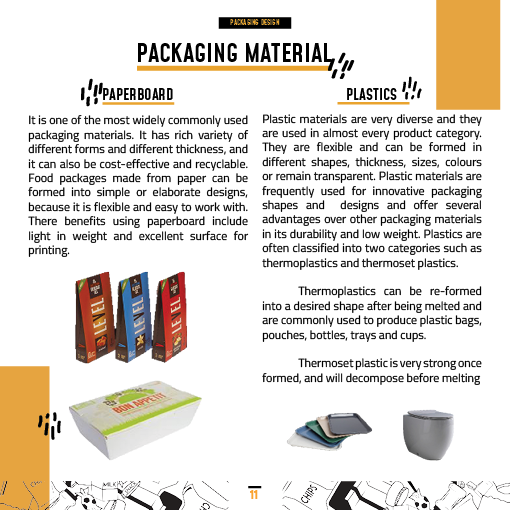 PACKAGING DESIGN
PACKAGING MATERIAL
PAPERBOARD
It is one of the most widely commonly used
packaging materials. It has rich variety of
different forms and different thickness, and
it can also be cost-effective and recyclable.
Food packages made from paper can be
formed into simple or elaborate designs,
because it is flexible and easy to work with.
There benefits using paperboard include
light in weight and excellent surface for
printing.
LEVEL
LEVEL
LEVEL
BON APPETIT
PLASTICS
Plastic materials are very diverse and they
are used in almost every product category.
They are flexible and can be formed in
different shapes, thickness, sizes, colours
or remain transparent. Plastic materials are
frequently used for innovative packaging
shapes and designs and offer several
advantages over other packaging materials
in its durability and low weight. Plastics are
often classified into two categories such as
thermoplastics and thermoset plastics.
Thermoplastics can be re-formed
into a desired shape after being melted and
are commonly used to produce plastic bags,
pouches, bottles, trays and cups.
Thermoset plastic is very strong once
formed, and will decompose before melting
MILK
11
CHIPS